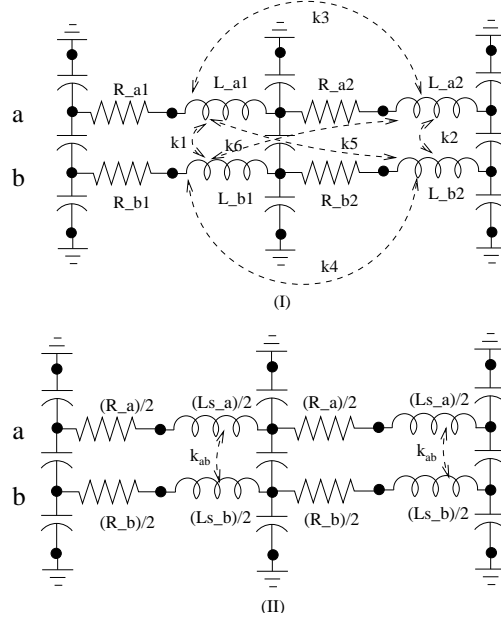 k3
R_a1
L_a1
R_a2
L_a2
a
k1
k6
k5
k2
b
R_b1
L_b1
R_b2
L_b2
k4
(I)
(R_a)/2
(Ls_a)/2
(R_a)/2
(Ls_a)/2
a
k_ab
k_ab
b
(R_b)/2
(Ls_b)/2
(R_b)/2
(Ls_b)/2
(II)